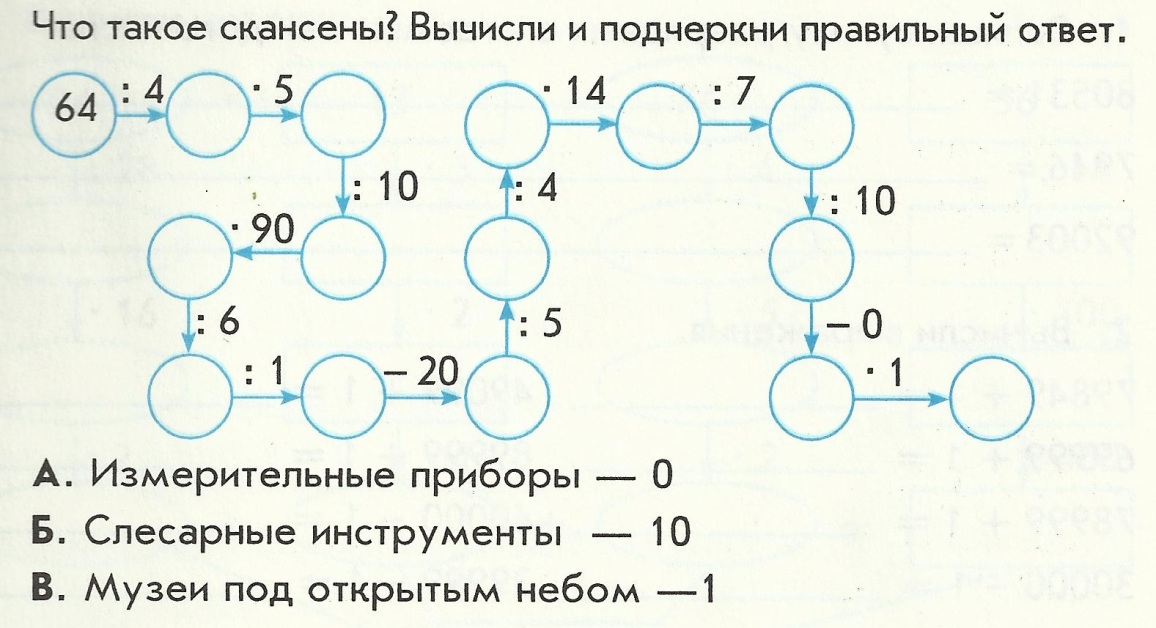 Что такое скансены? Вычисли и подчеркни правильный ответ.
64 : 4 · 5 · 14 : 7
: 10 : 4 : 10
· 90
: 6 : 5 – 0
: 1 – 20 · 1
А. Измерительные приборы — 0
Б. Слесарные инструменты — 10
В. Музеи под открытым небом —1